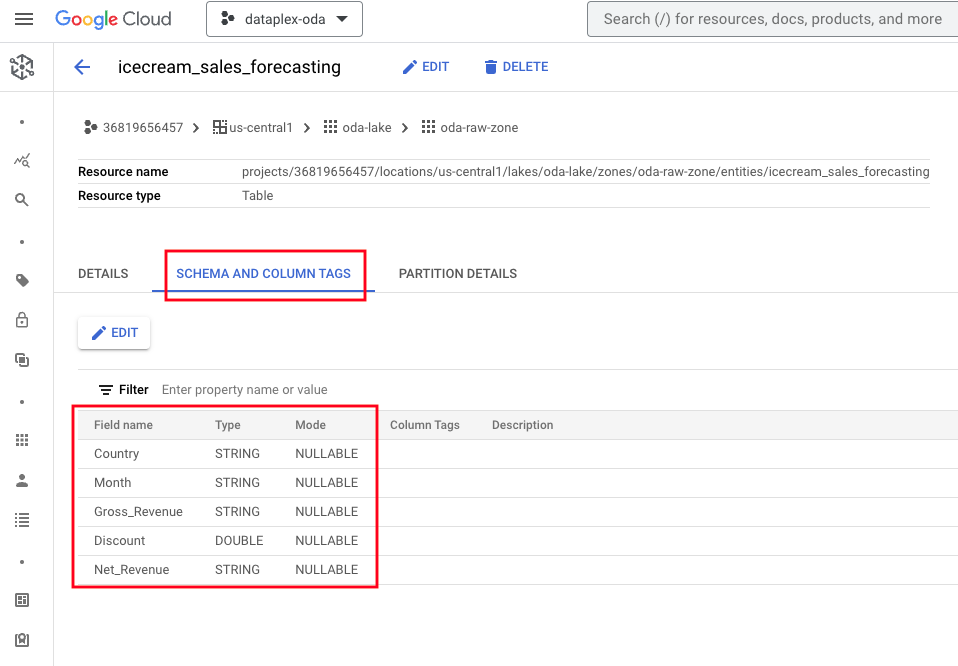 Google Cloud dataplex-oda Search (/) for resources, docs, products, and more
icecream_sales_forecasting EDIT DELETE
36819656457 us-central1 oda-lake oda-raw-zone
Resource name projects/36819656457/locations/us-central1/lakes/oda-lake/zones/oda-raw-zone/entities/icecream_sales_forecasting
Resource type Table
DETAILS SCHEMA AND COLUMN TAGS PARTITION DETAILS
EDIT
Filter Enter property name or value
Field name Type Mode Column Tags Description
Country STRING NULLABLE
Month STRING NULLABLE
Gross_Revenue STRING NULLABLE
Discount DOUBLE NULLABLE
Net_Revenue STRING NULLABLE